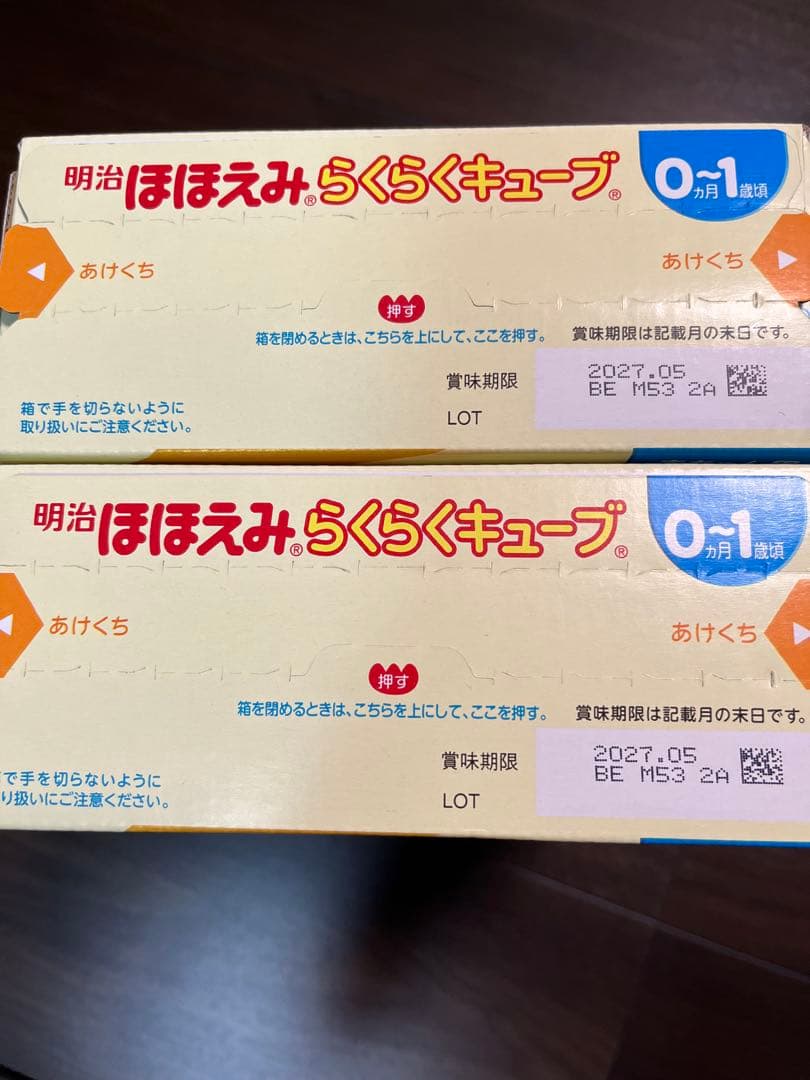 明治ほほえみ®らくらくキューブ®
0ヵ月〜1歳頃
あけくち
あけくち
押す
箱を閉めるときは、こちらを上にして、ここを押す。
賞味期限は記載月の末日です。
賞味期限 2027.05
LOT BE M53 2A
箱で手を切らないように
取り扱いにご注意ください。
明治ほほえみ®らくらくキューブ®
0ヵ月〜1歳頃
あけくち
あけくち
押す
箱を閉めるときは、こちらを上にして、ここを押す。
賞味期限は記載月の末日です。
賞味期限 2027.05
LOT BE M53 2A
で手を切らないように
り扱いにご注意ください。